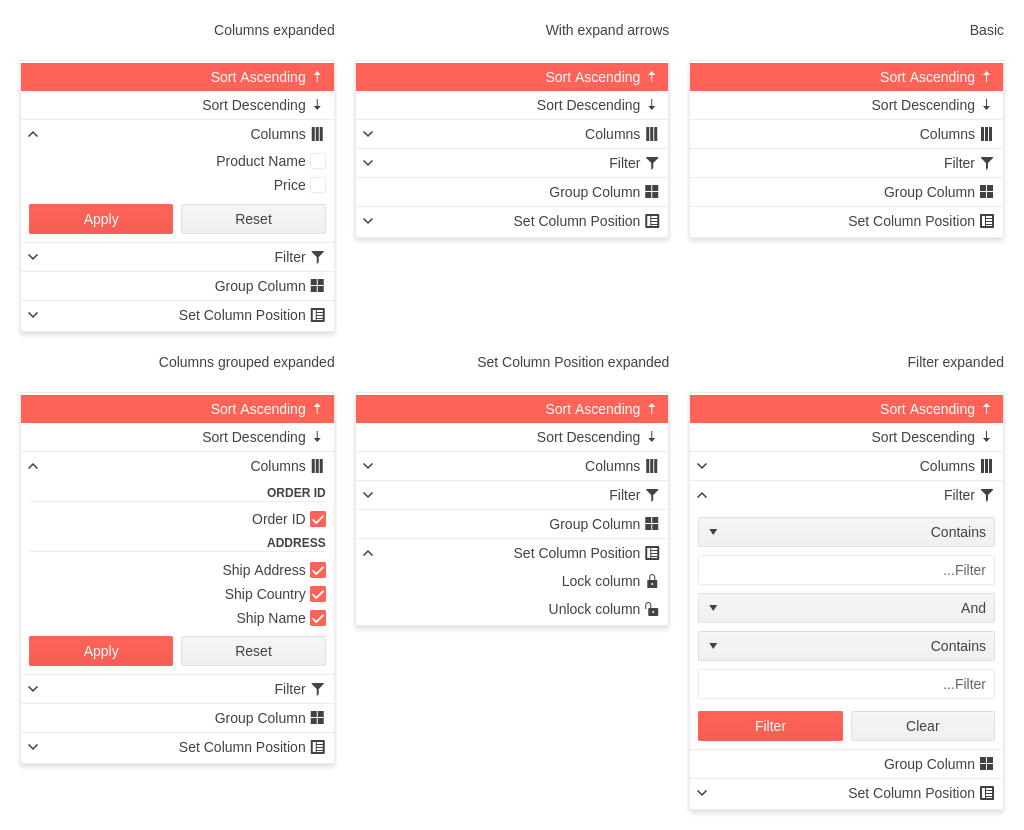 Basic
Sort Ascending
Sort Descending
Columns
Filter
Group Column
Set Column Position
With expand arrows
Sort Ascending
Sort Descending
Columns
Filter
Group Column
Set Column Position
Columns expanded
Sort Ascending
Sort Descending
Columns
Product Name
Price
Apply Reset
Filter
Group Column
Set Column Position
Filter expanded
Sort Ascending
Sort Descending
Columns
Filter
Contains
...Filter
And
Contains
...Filter
Filter Clear
Group Column
Set Column Position
Set Column Position expanded
Sort Ascending
Sort Descending
Columns
Filter
Group Column
Set Column Position
Lock column
Unlock column
Columns grouped expanded
Sort Ascending
Sort Descending
Columns
ORDER ID
Order ID
ADDRESS
Ship Address
Ship Country
Ship Name
Apply Reset
Filter
Group Column
Set Column Position